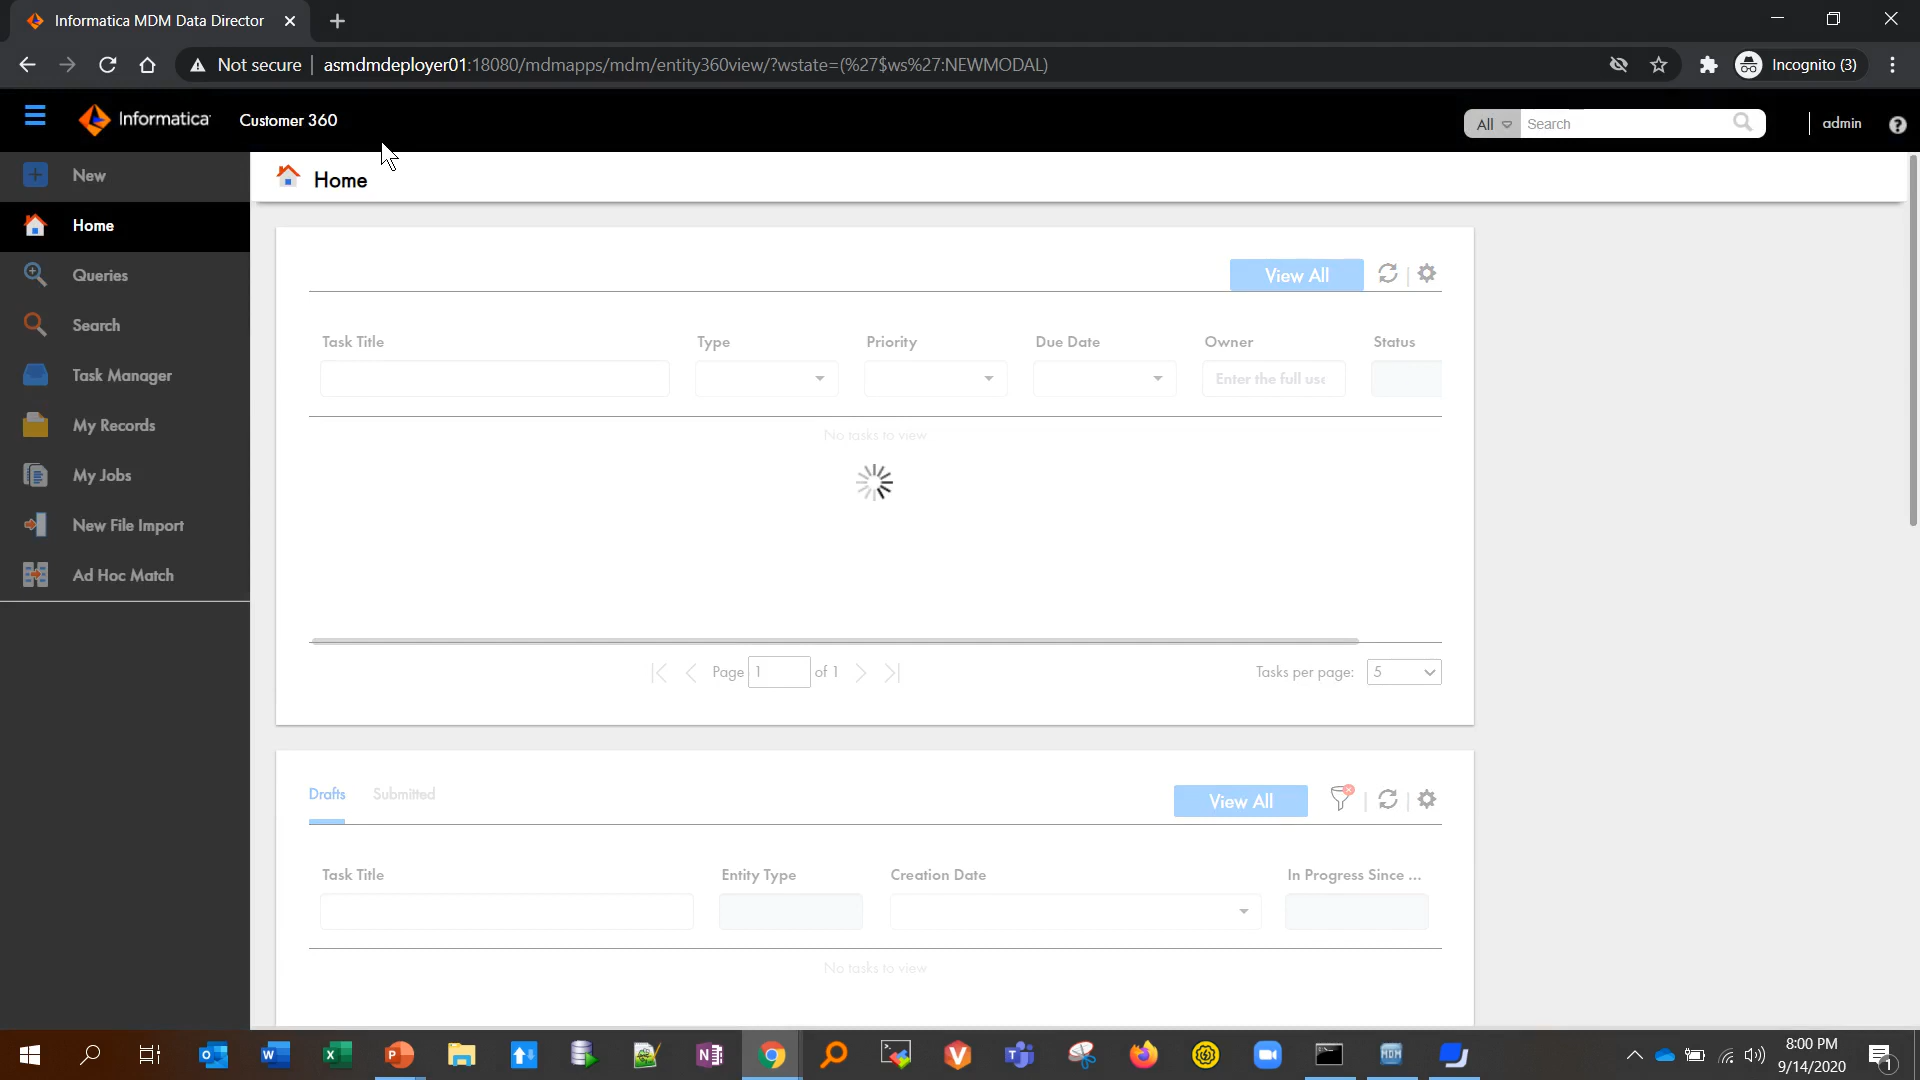 Informatica MDM Data Director
Not secure
asmdmdeployer01:18080/mdmapps/mdm/entity360view/?wstate=(%27$ws%27:NEWMODAL)
Incognito (3)
Informatica
Customer 360
All
Search
admin
?
New
Home
Queries
Search
Task Manager
My Records
My Jobs
New File Import
Ad Hoc Match
Home
View All
Task Title
Type
Priority
Due Date
Owner
Status
Enter the full use
No tasks to view
Page 1 of 1
Tasks per page: 5
Drafts
Submitted
View All
Task Title
Entity Type
Creation Date
In Progress Since ...
No tasks to view
MDM
8:00 PM
9/14/2020
1